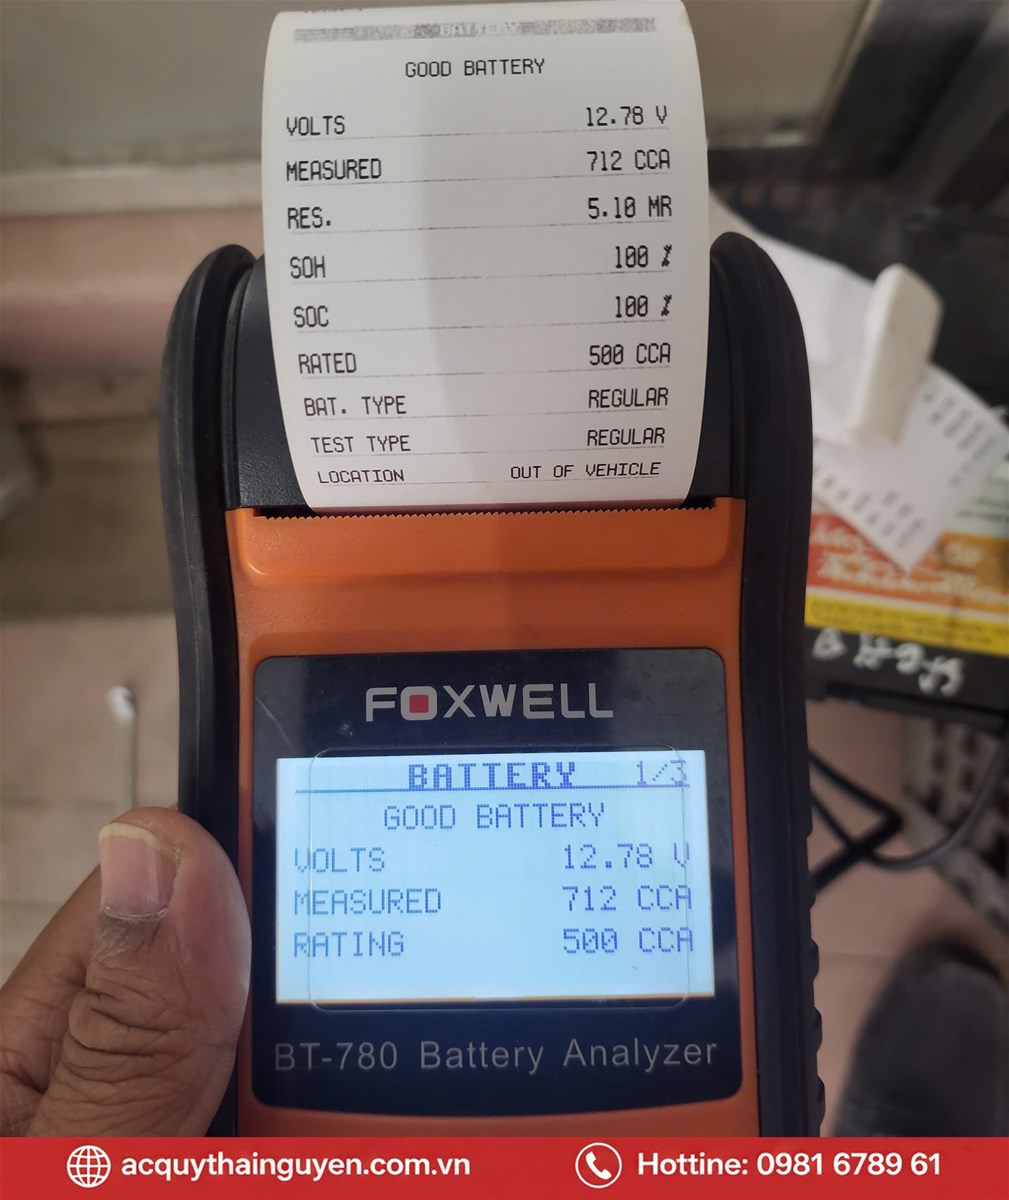 BATTERY
GOOD BATTERY
VOLTS 12.78 V
MEASURED 712 CCA
RES. 5.10 MR
SOH 100 %
SOC 100 %
RATED 500 CCA
BAT. TYPE REGULAR
TEST TYPE REGULAR
LOCATION OUT OF VEHICLE
FOXWELL
BATTERY 1/3
GOOD BATTERY
VOLTS 12.78 V
MEASURED 712 CCA
RATING 500 CCA
BT-780 Battery Analyzer
acquythainguyen.com.vn
Hottine: 0981 6789 61